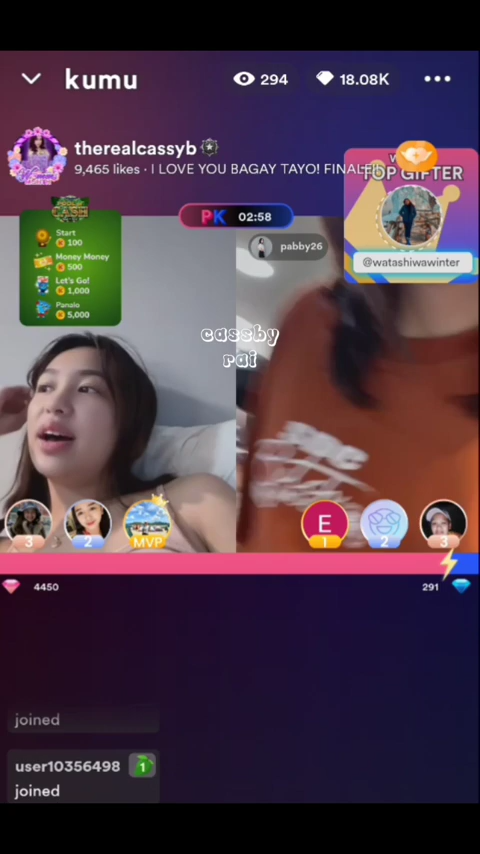 kumu
294
18.08K
therealcassyb
9,465 likes · I LOVE YOU BAGAY TAYO! FINALE
TOP GIFTER
@watashiwawinter
PK 02:58
pabby26
Start
100
Money Money
500
Let's Go!
1,000
Panalo
5,000
cassby
rai
3
2
MVP
E
1
2
3
4450
291
joined
user10356498 1
joined